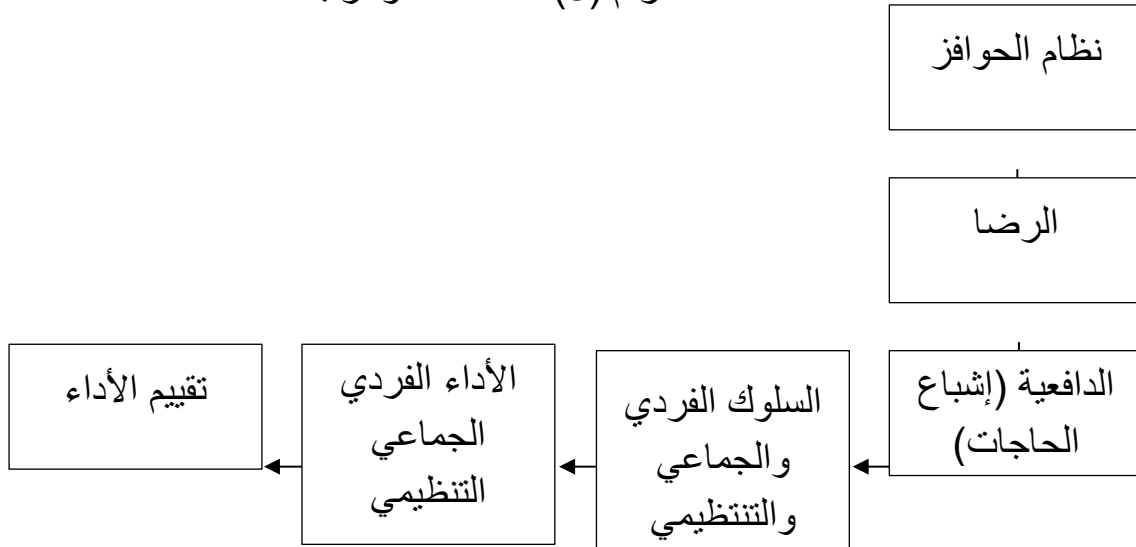 نظام الحوافز
الرضا
الدافعية (إشباع
الحاجات)
السلوك الفردي
والجماعي
والتنتظيمي
الأداء الفردي
الجماعي
التنظيمي
تقييم الأداء